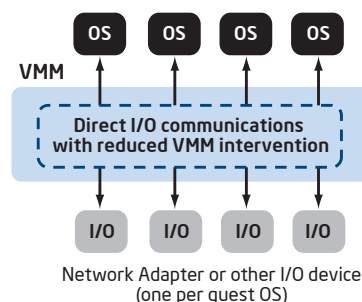 OS OS OS OS
VMM
Direct I/O communications
with reduced VMM intervention
I/O I/O I/O I/O
Network Adapter or other I/O device
(one per guest OS)